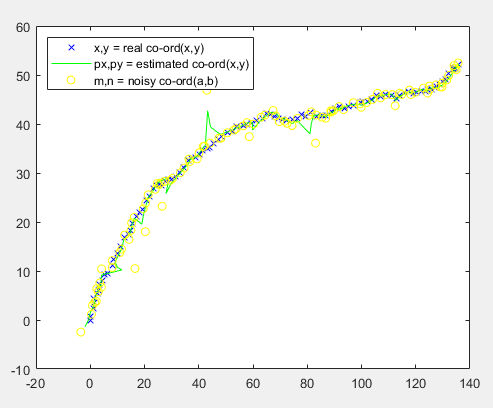 60
x,y = real co-ord(x,y)
px,py = estimated co-ord(x,y)
m,n = noisy co-ord(a,b)
50
40
30
20
10
0
-10
-20 0 20 40 60 80 100 120 140